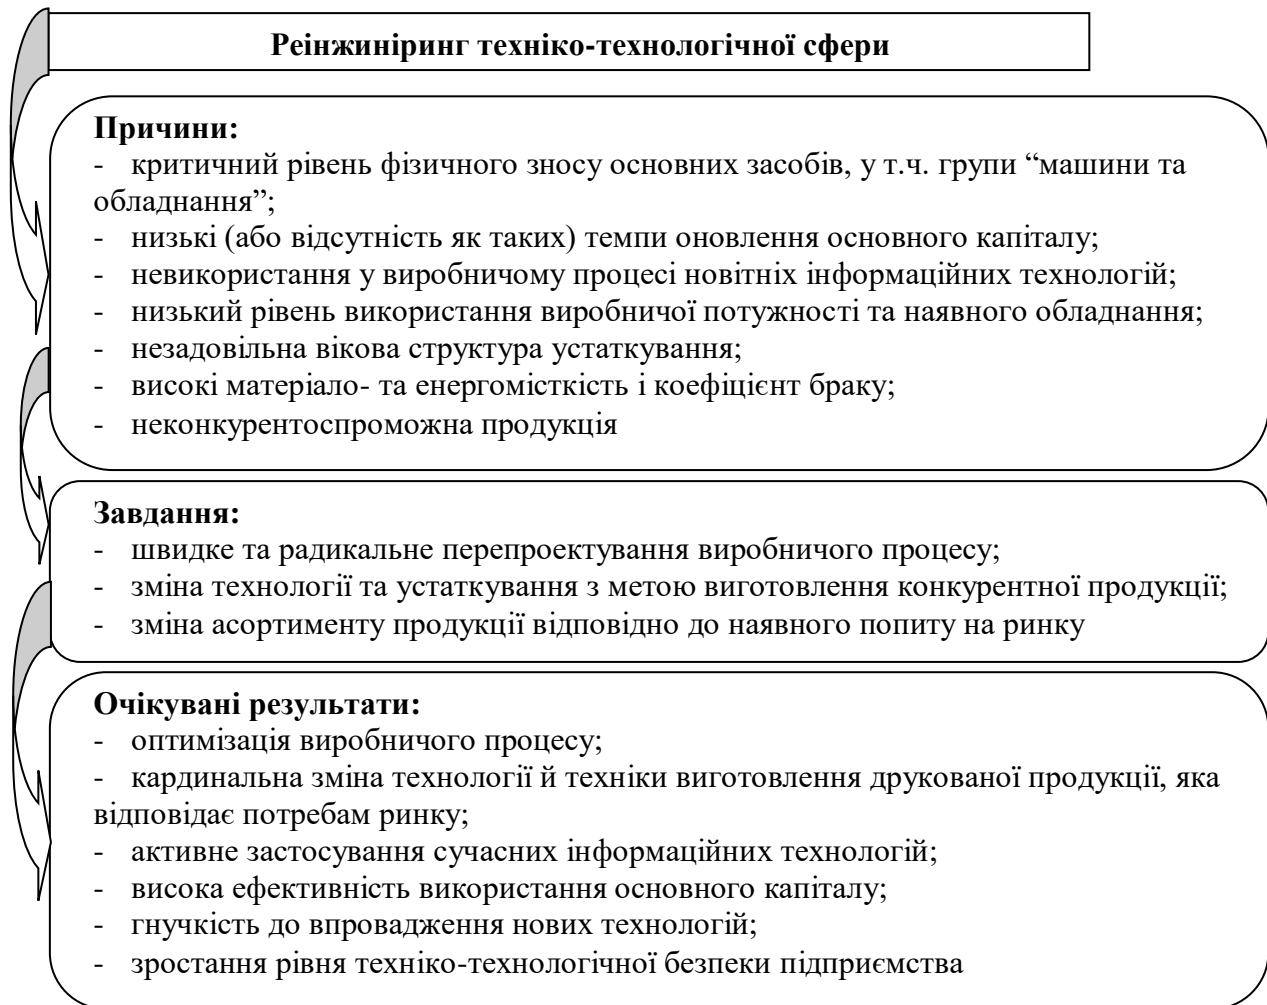 Реінжиніринг техніко-технологічної сфери
Причини:
- критичний рівень фізичного зносу основних засобів, у т.ч. групи “машини та
обладнання”;
- низькі (або відсутність як таких) темпи оновлення основного капіталу;
- невикористання у виробничому процесі новітніх інформаційних технологій;
- низький рівень використання виробничої потужності та наявного обладнання;
- незадовільна вікова структура устаткування;
- високі матеріало- та енергомісткість і коефіцієнт браку;
- неконкурентоспроможна продукція
Завдання:
- швидке та радикальне перепроектування виробничого процесу;
- зміна технології та устаткування з метою виготовлення конкурентної продукції;
- зміна асортименту продукції відповідно до наявного попиту на ринку
Очікувані результати:
- оптимізація виробничого процесу;
- кардинальна зміна технології й техніки виготовлення друкованої продукції, яка
відповідає потребам ринку;
- активне застосування сучасних інформаційних технологій;
- висока ефективність використання основного капіталу;
- гнучкість до впровадження нових технологій;
- зростання рівня техніко-технологічної безпеки підприємства